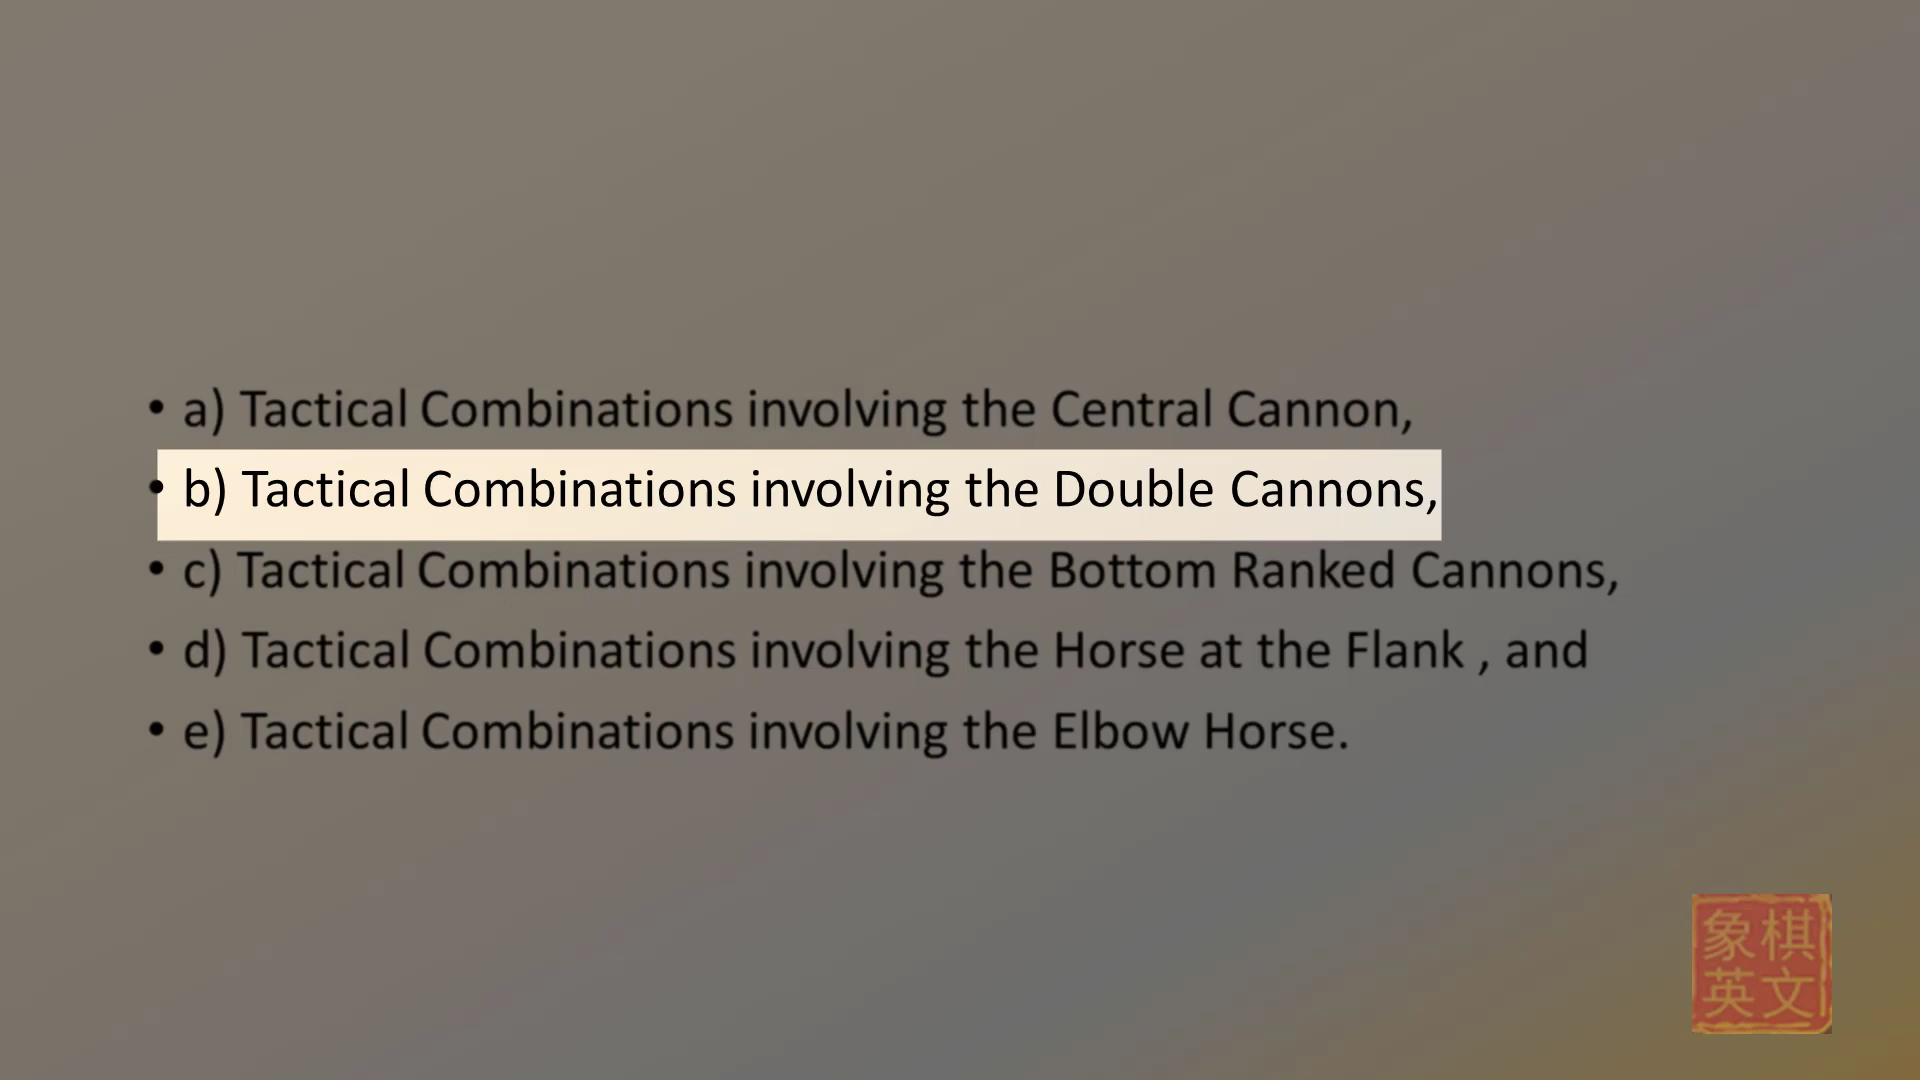 • a) Tactical Combinations involving the Central Cannon,
• b) Tactical Combinations involving the Double Cannons,
• c) Tactical Combinations involving the Bottom Ranked Cannons,
• d) Tactical Combinations involving the Horse at the Flank , and
• e) Tactical Combinations involving the Elbow Horse.
象棋
英文